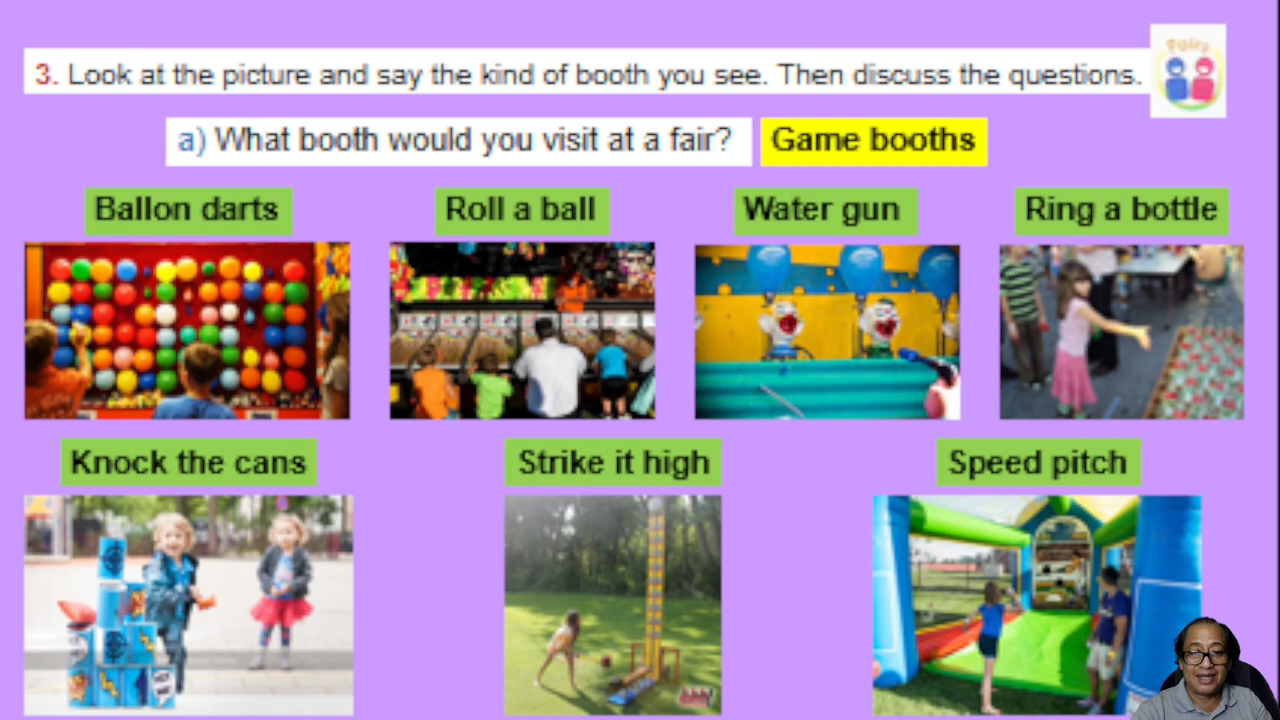 3. Look at the picture and say the kind of booth you see. Then discuss the questions.
Pairs
a) What booth would you visit at a fair?
Game booths
Ballon darts
Roll a ball
Water gun
Ring a bottle
Knock the cans
Strike it high
Speed pitch